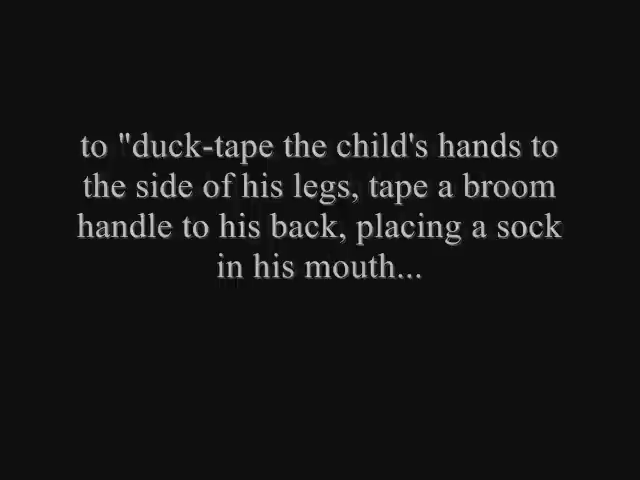 to "duck-tape the child's hands to
the side of his legs, tape a broom
handle to his back, placing a sock
in his mouth...